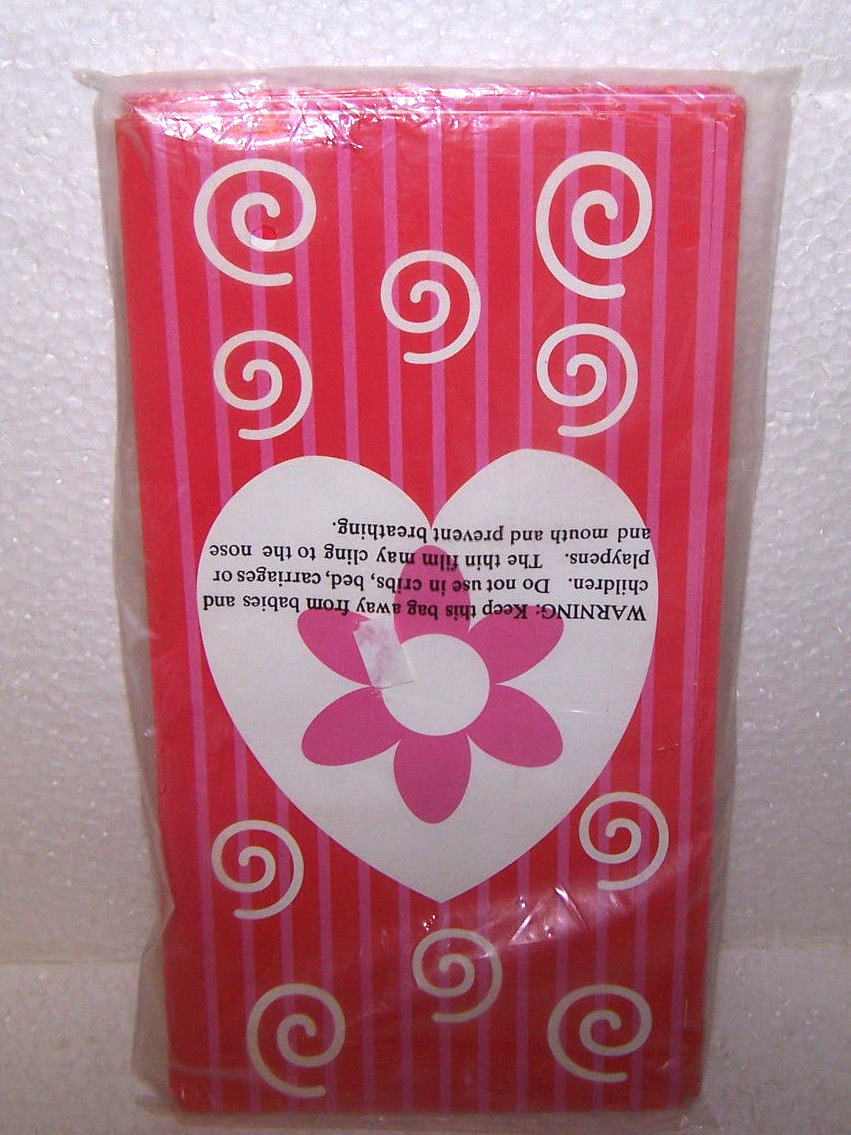 WARNING: Keep this bag away from babies and
children. Do not use in cribs, bed, carriages or
playpens. The thin film may cling to the nose
and mouth and prevent breathing.